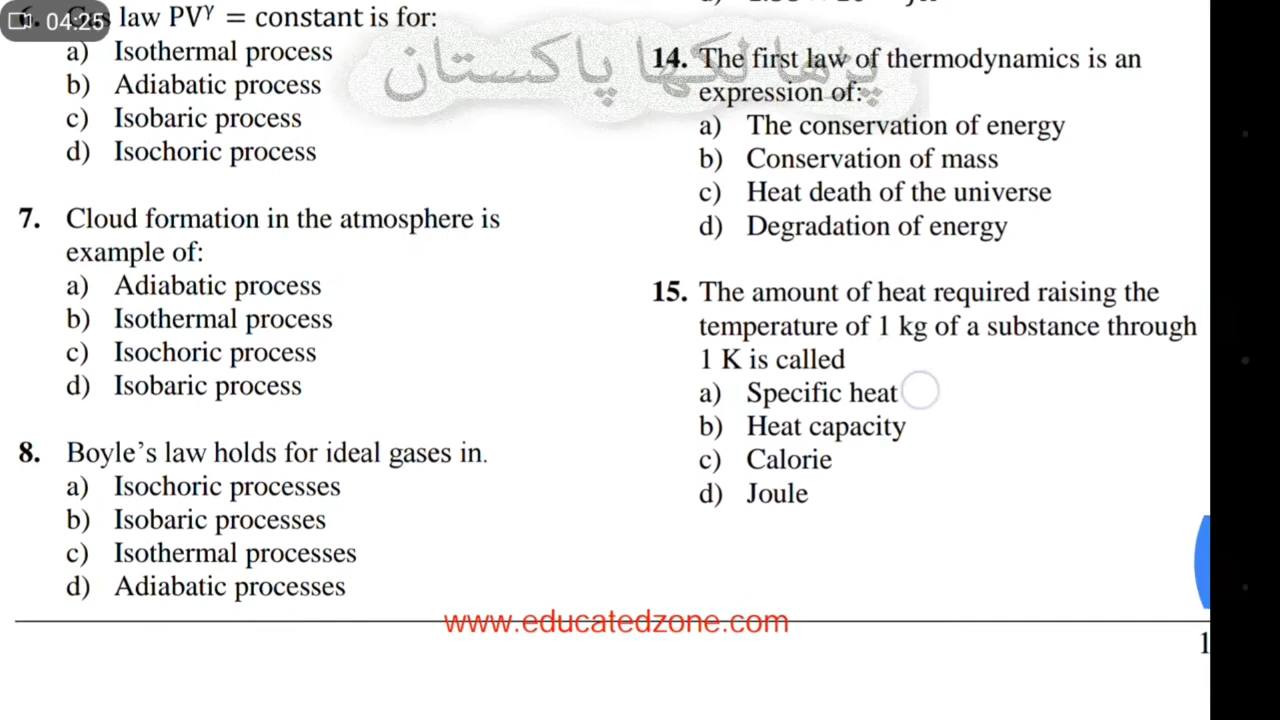 04:25
law PVᵞ = constant is for:
a) Isothermal process
b) Adiabatic process
c) Isobaric process
d) Isochoric process
7. Cloud formation in the atmosphere is
example of:
a) Adiabatic process
b) Isothermal process
c) Isochoric process
d) Isobaric process
8. Boyle's law holds for ideal gases in.
a) Isochoric processes
b) Isobaric processes
c) Isothermal processes
d) Adiabatic processes
پڑھا لکھا پاکستان
14. The first law of thermodynamics is an
expression of:
a) The conservation of energy
b) Conservation of mass
c) Heat death of the universe
d) Degradation of energy
15. The amount of heat required raising the
temperature of 1 kg of a substance through
1 K is called
a) Specific heat
b) Heat capacity
c) Calorie
d) Joule
www.educatedzone.com
1